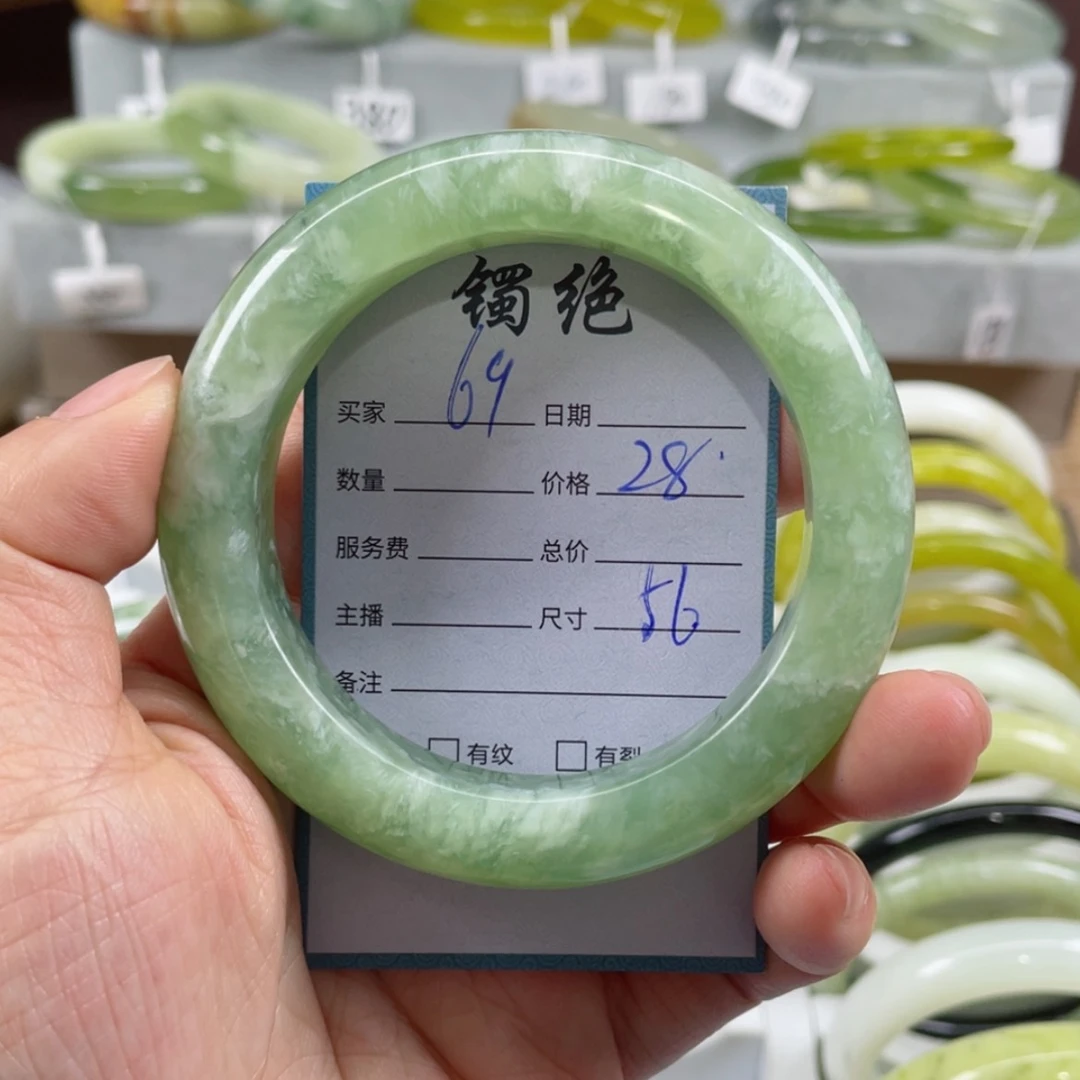 镯绝
69
买家 日期
数量 价格 28
服务费 总价
主播 尺寸 56
备注
□有纹 □有裂